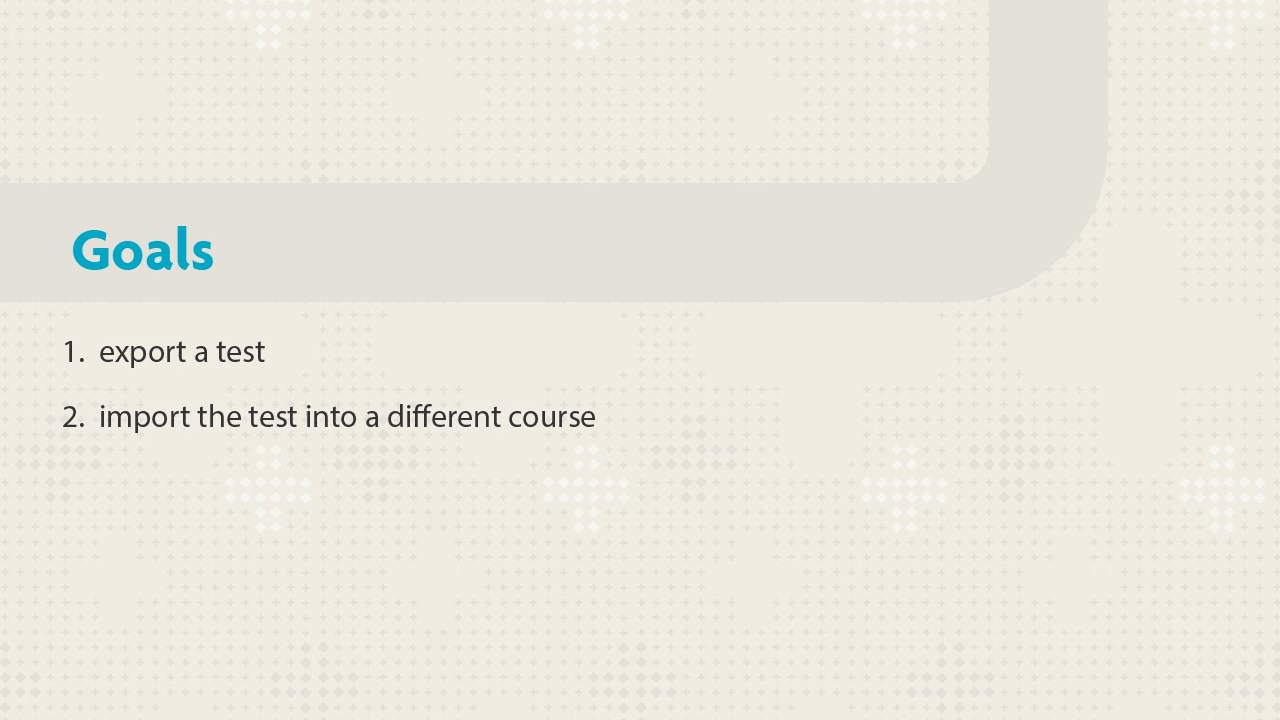 Goals
1. export a test
2. import the test into a different course